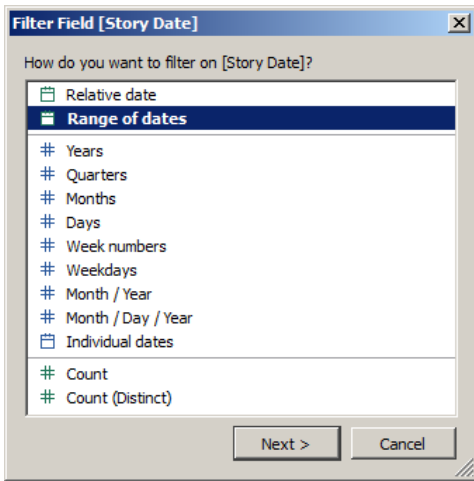 Filter Field [Story Date]
How do you want to filter on [Story Date]?
Relative date
Range of dates
# Years
# Quarters
# Months
# Days
# Week numbers
# Weekdays
# Month / Year
# Month / Day / Year
Individual dates
# Count
# Count (Distinct)
Next > Cancel